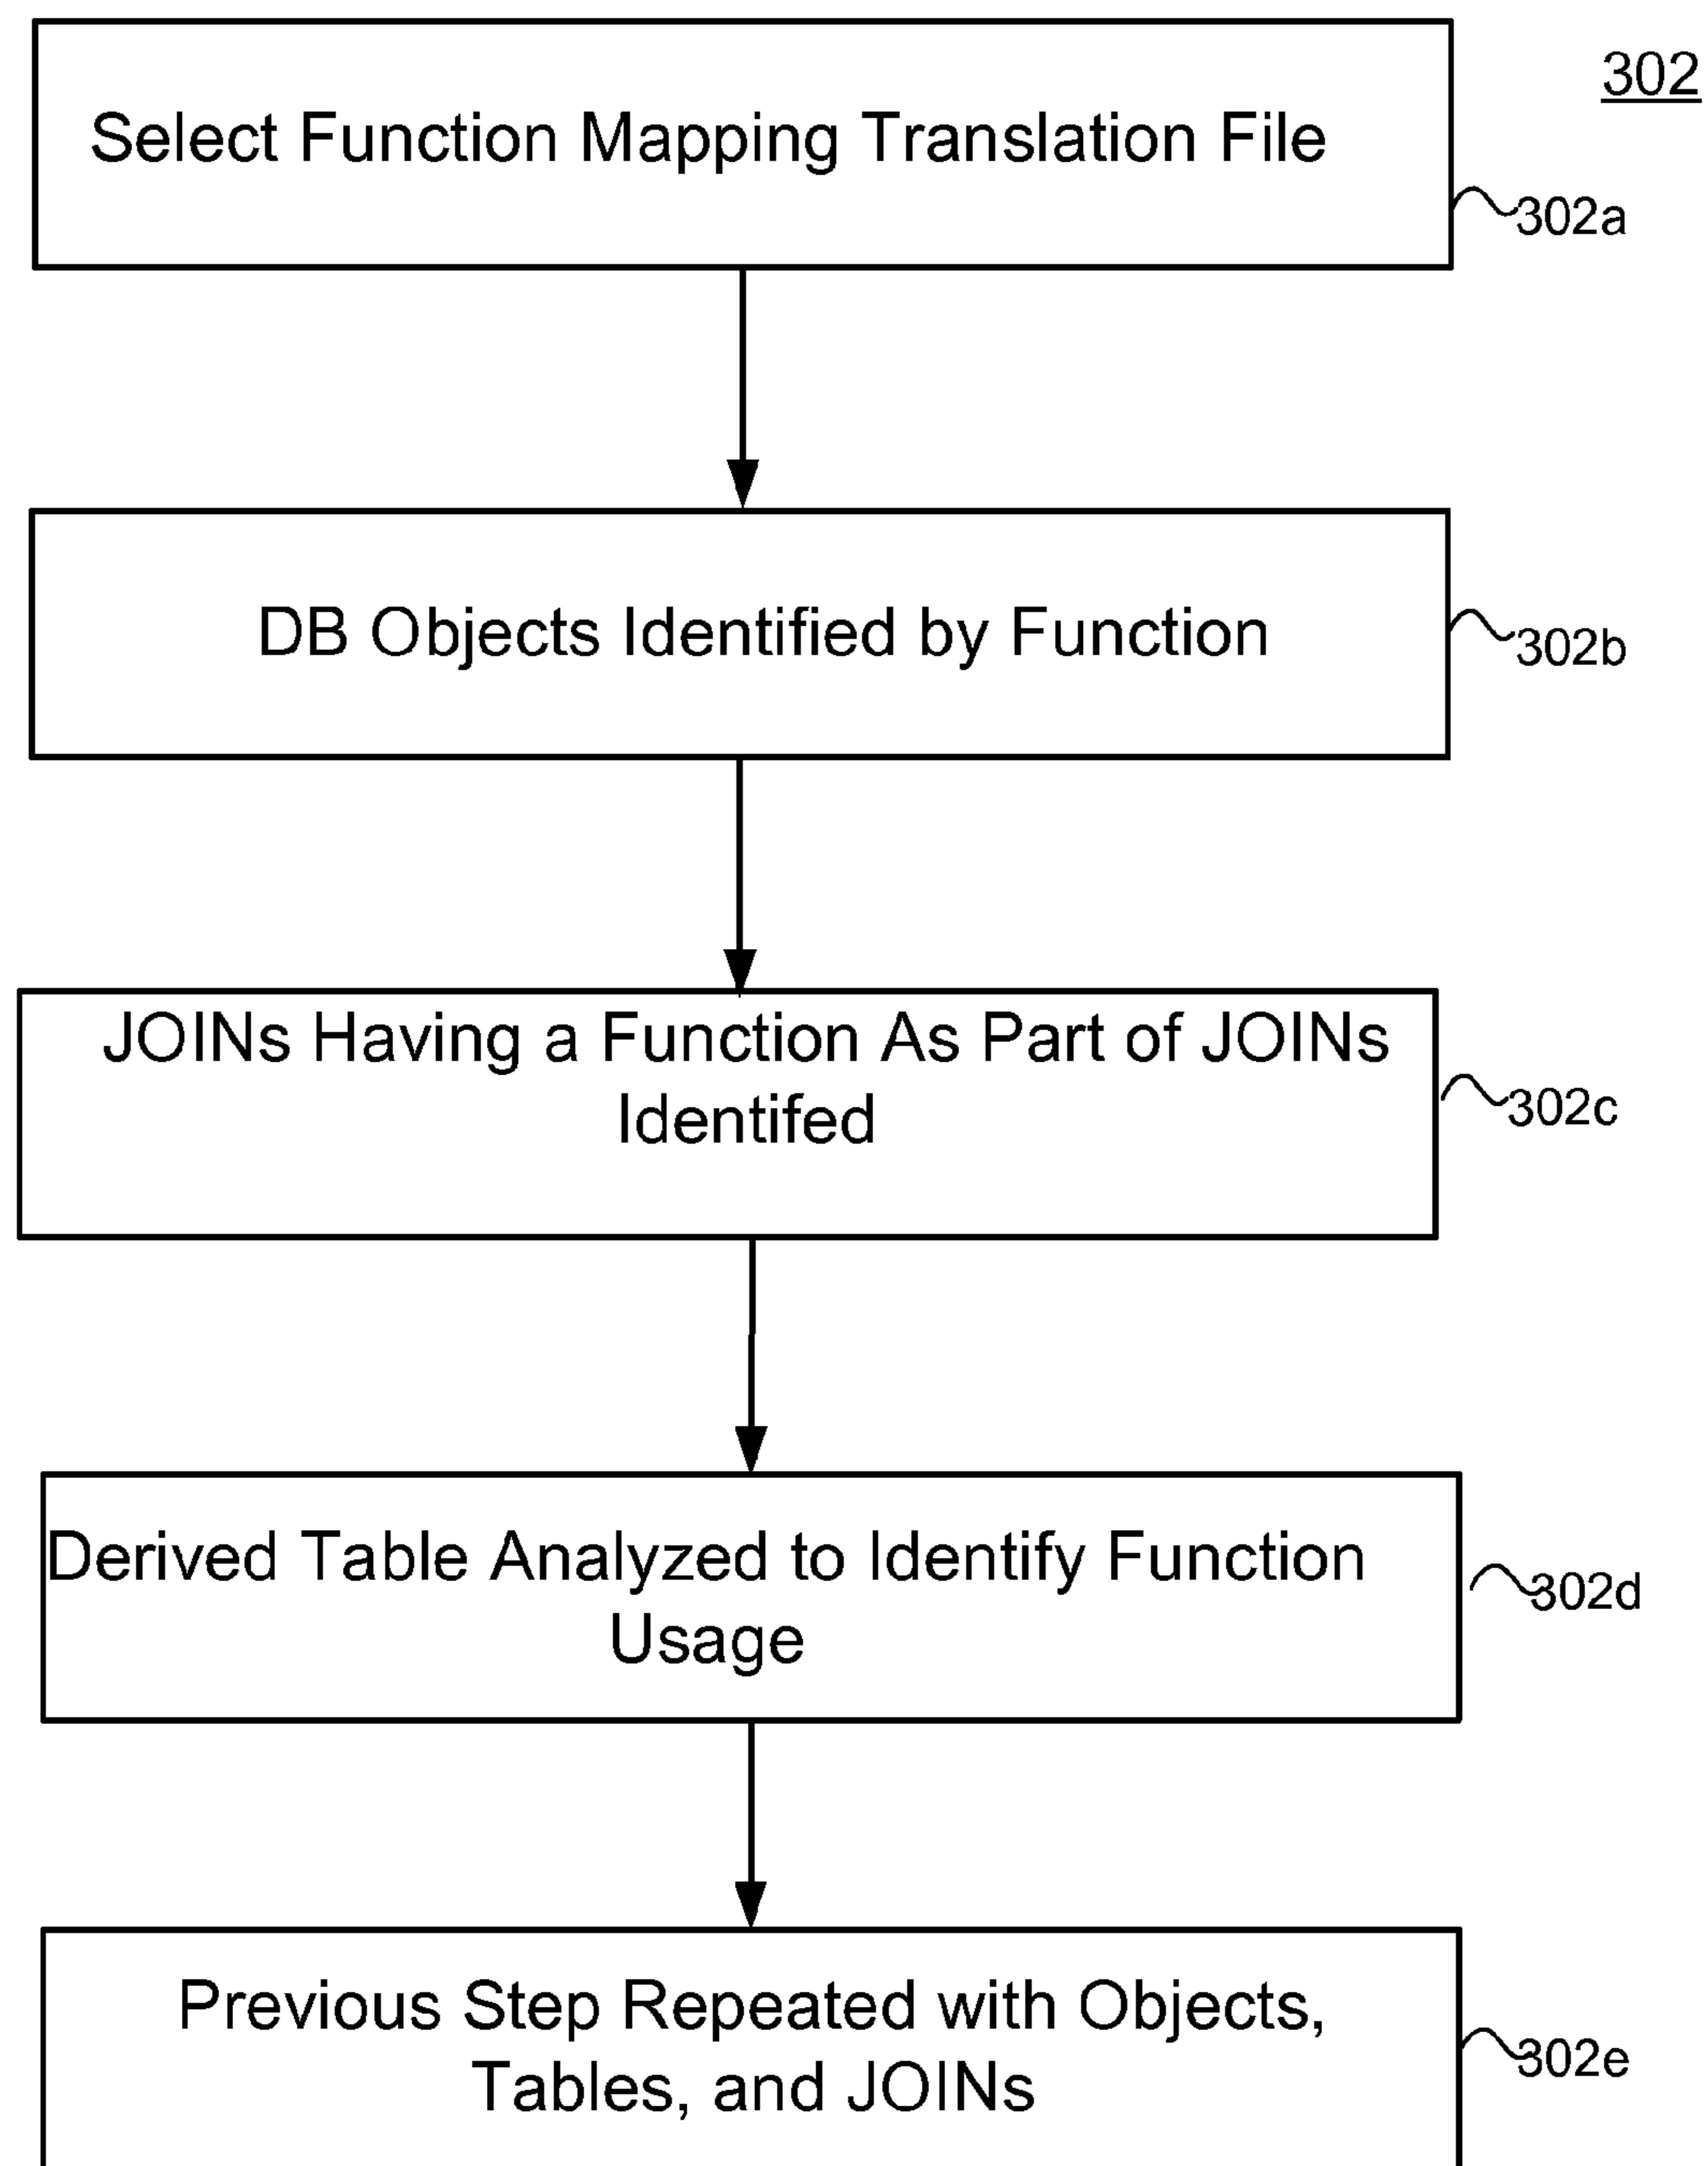 302
Select Function Mapping Translation File
302a
DB Objects Identified by Function
302b
JOINs Having a Function As Part of JOINs
Identifed
302c
Derived Table Analyzed to Identify Function
Usage
302d
Previous Step Repeated with Objects,
Tables, and JOINs
302e